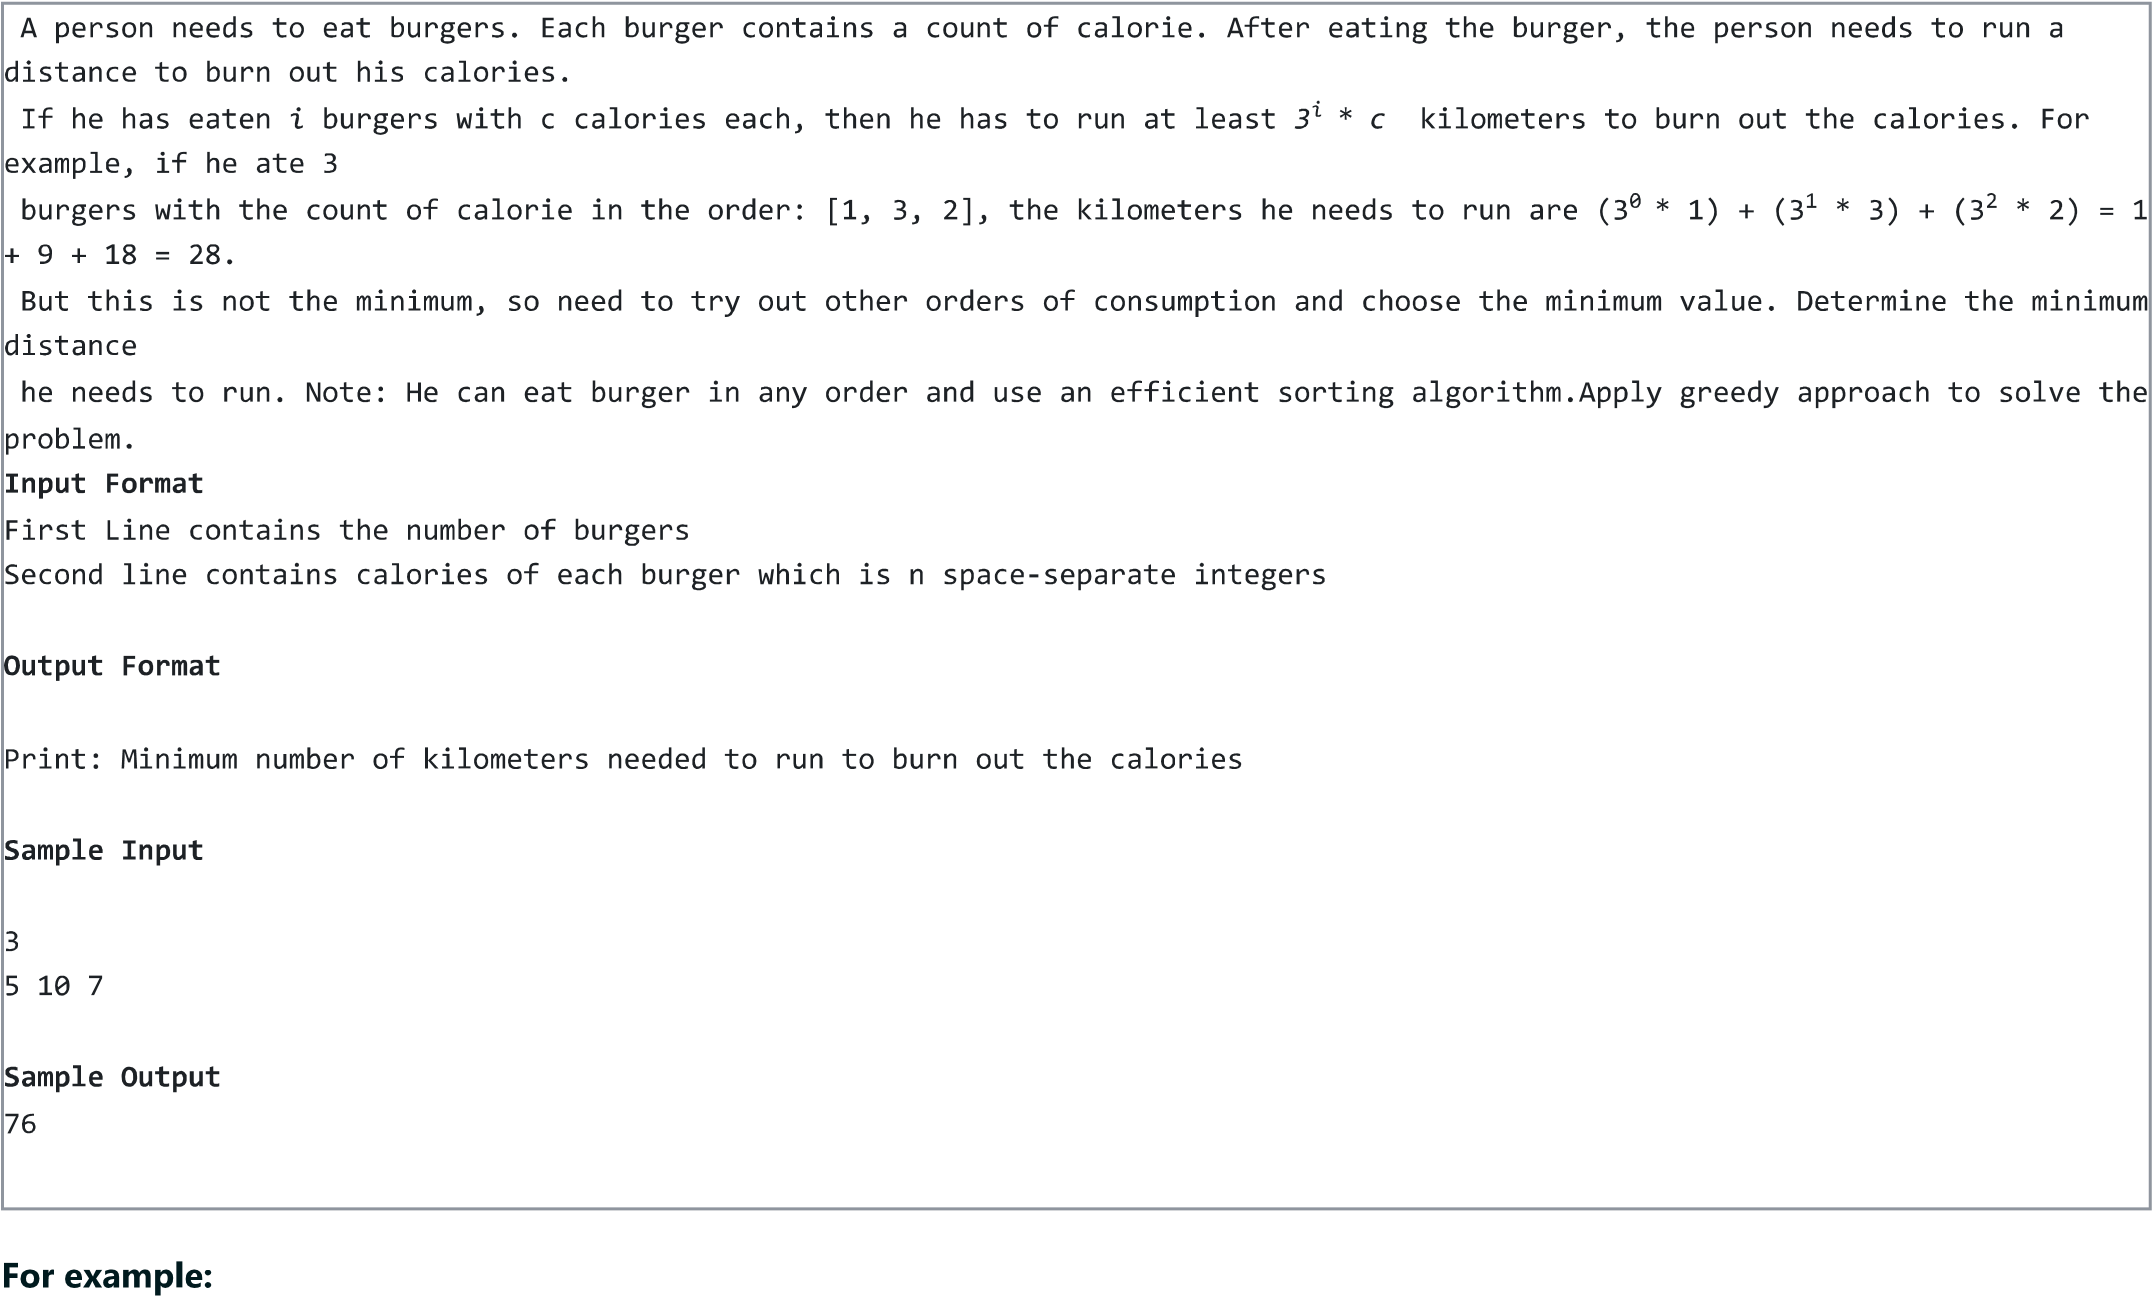 A person needs to eat burgers. Each burger contains a count of calorie. After eating the burger, the person needs to run a
distance to burn out his calories.
If he has eaten i burgers with c calories each, then he has to run at least 3ⁱ * c kilometers to burn out the calories. For
example, if he ate 3
burgers with the count of calorie in the order: [1, 3, 2], the kilometers he needs to run are (3⁰ * 1) + (3¹ * 3) + (3² * 2) = 1
+ 9 + 18 = 28.
But this is not the minimum, so need to try out other orders of consumption and choose the minimum value. Determine the minimum
distance
he needs to run. Note: He can eat burger in any order and use an efficient sorting algorithm.Apply greedy approach to solve the
problem.
Input Format
First Line contains the number of burgers
Second line contains calories of each burger which is n space-separate integers
Output Format
Print: Minimum number of kilometers needed to run to burn out the calories
Sample Input
3
5 10 7
Sample Output
76
For example: